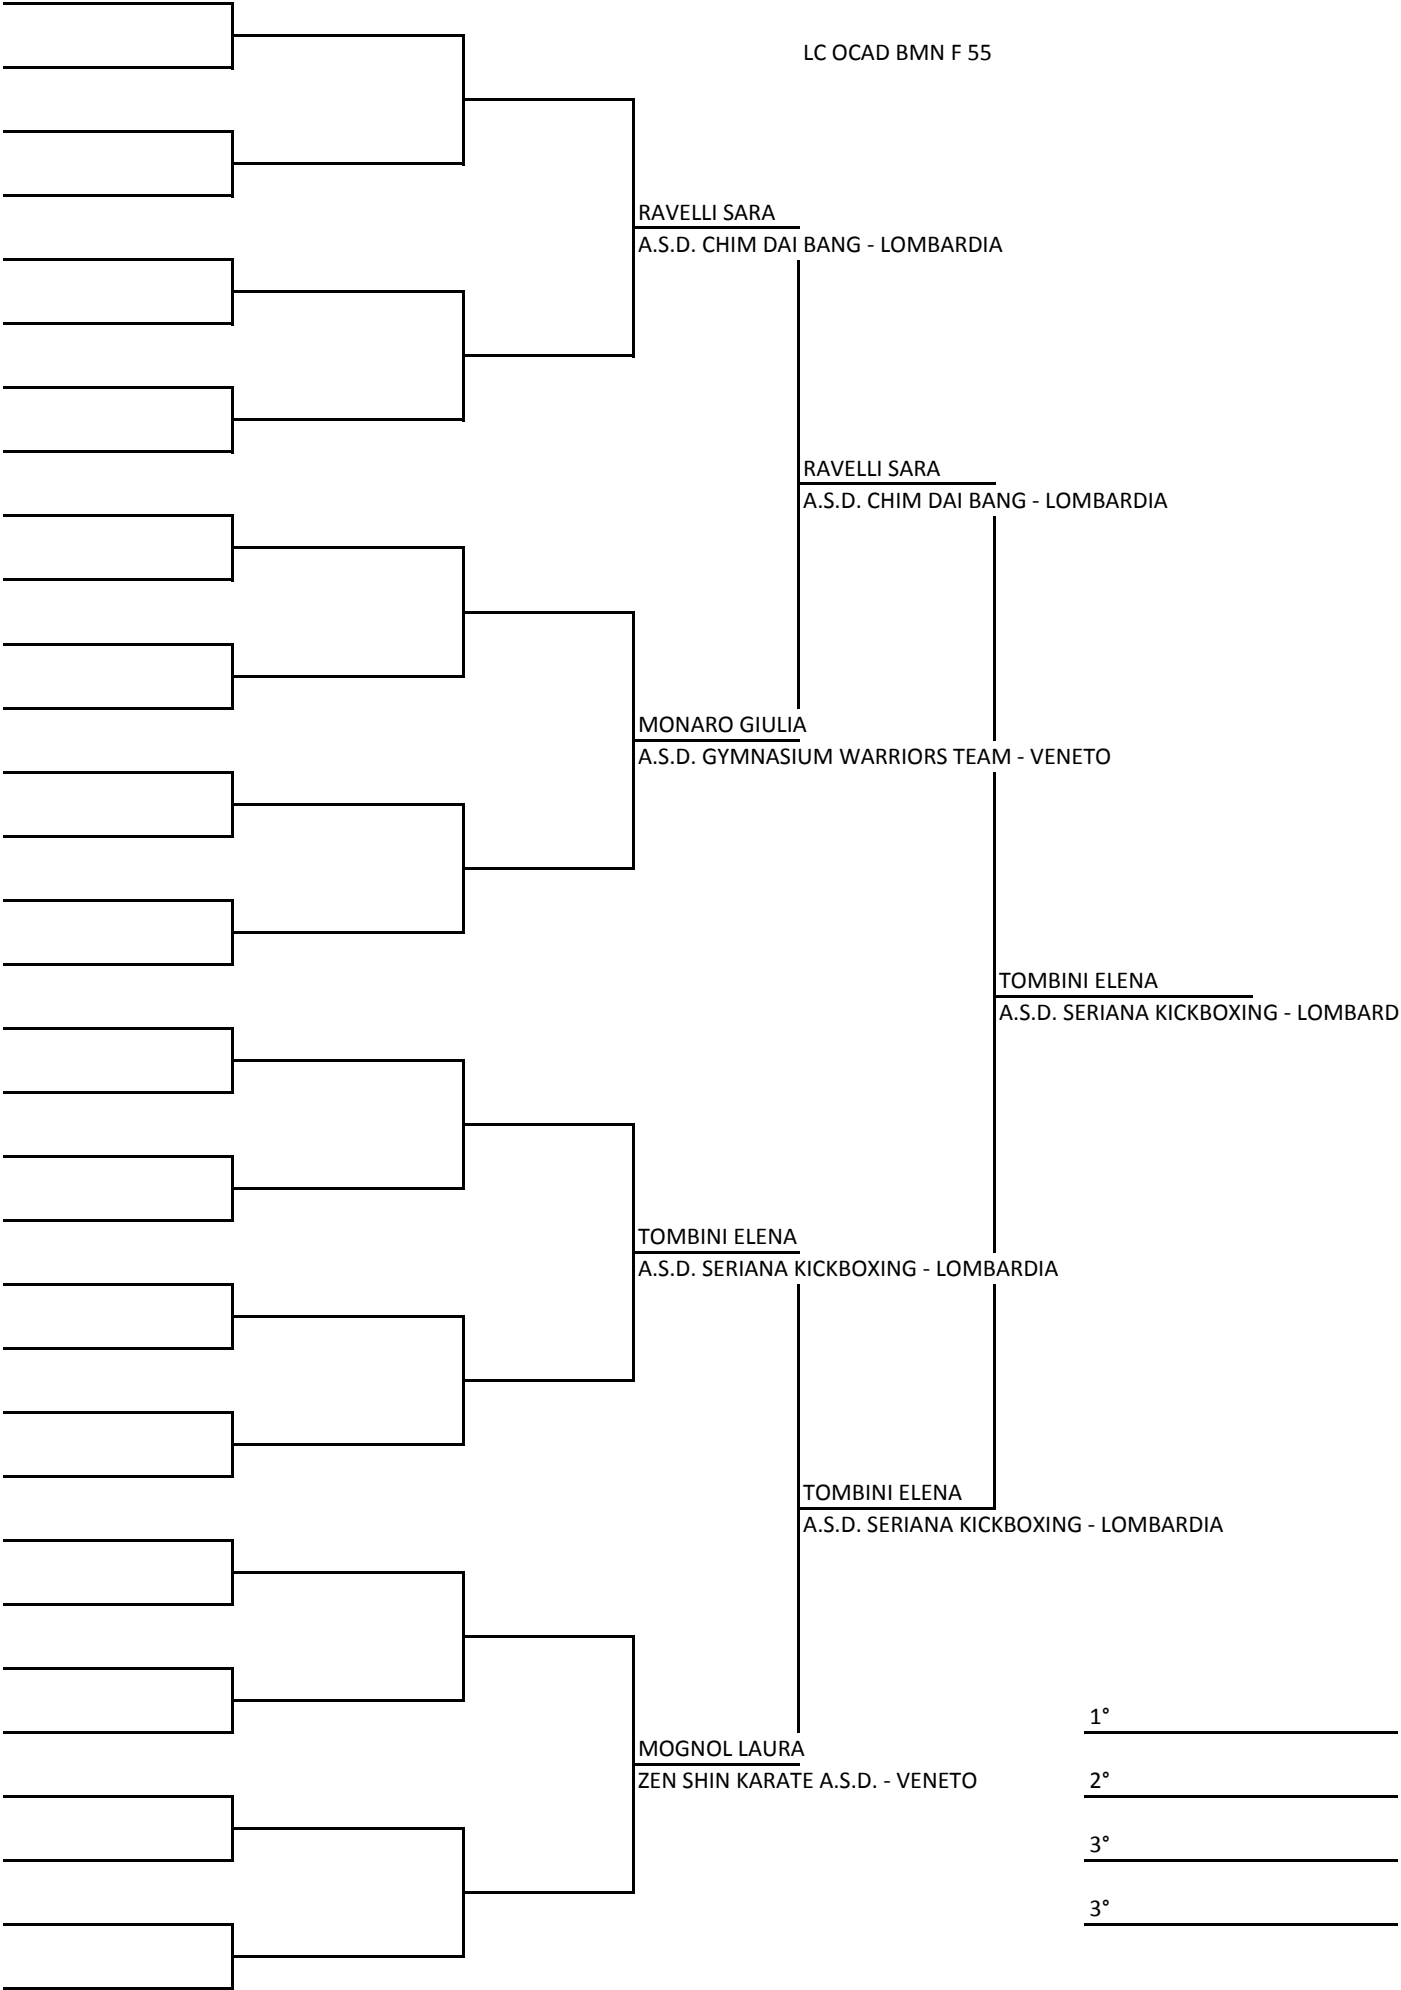 LC OCAD BMN F 55
RAVELLI SARA
A.S.D. CHIM DAI BANG - LOMBARDIA
RAVELLI SARA
A.S.D. CHIM DAI BANG - LOMBARDIA
MONARO GIULIA
A.S.D. GYMNASIUM WARRIORS TEAM - VENETO
TOMBINI ELENA
A.S.D. SERIANA KICKBOXING - LOMBARD
TOMBINI ELENA
A.S.D. SERIANA KICKBOXING - LOMBARDIA
TOMBINI ELENA
A.S.D. SERIANA KICKBOXING - LOMBARDIA
MOGNOL LAURA
ZEN SHIN KARATE A.S.D. - VENETO
1°
2°
3°
3°